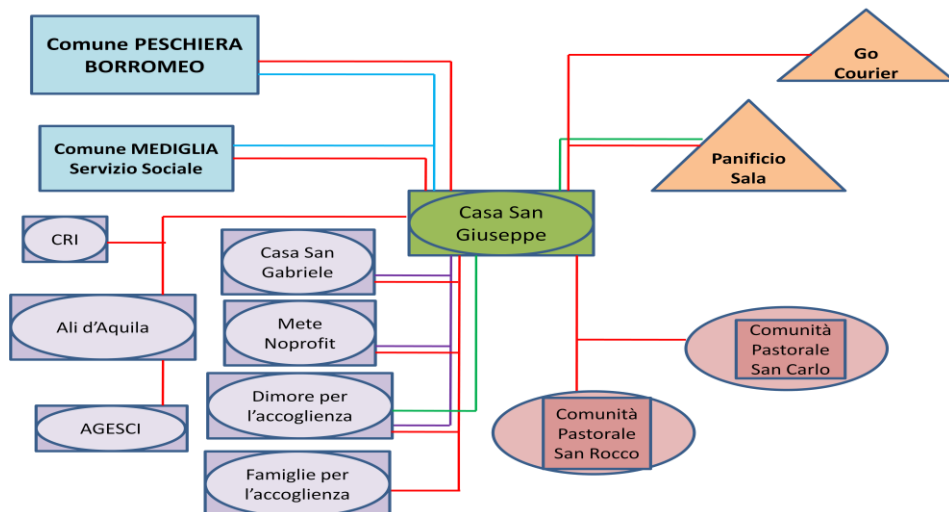 Comune PESCHIERA
BORROMEO
Go
Courier
Comune MEDIGLIA
Servizio Sociale
Panificio
Sala
Casa San
Giuseppe
CRI
Casa San
Gabriele
Ali d’Aquila
Mete
Noprofit
Comunità
Pastorale
San Carlo
Dimore per
l’accoglienza
AGESCI
Comunità
Pastorale
San Rocco
Famiglie per
l’accoglienza